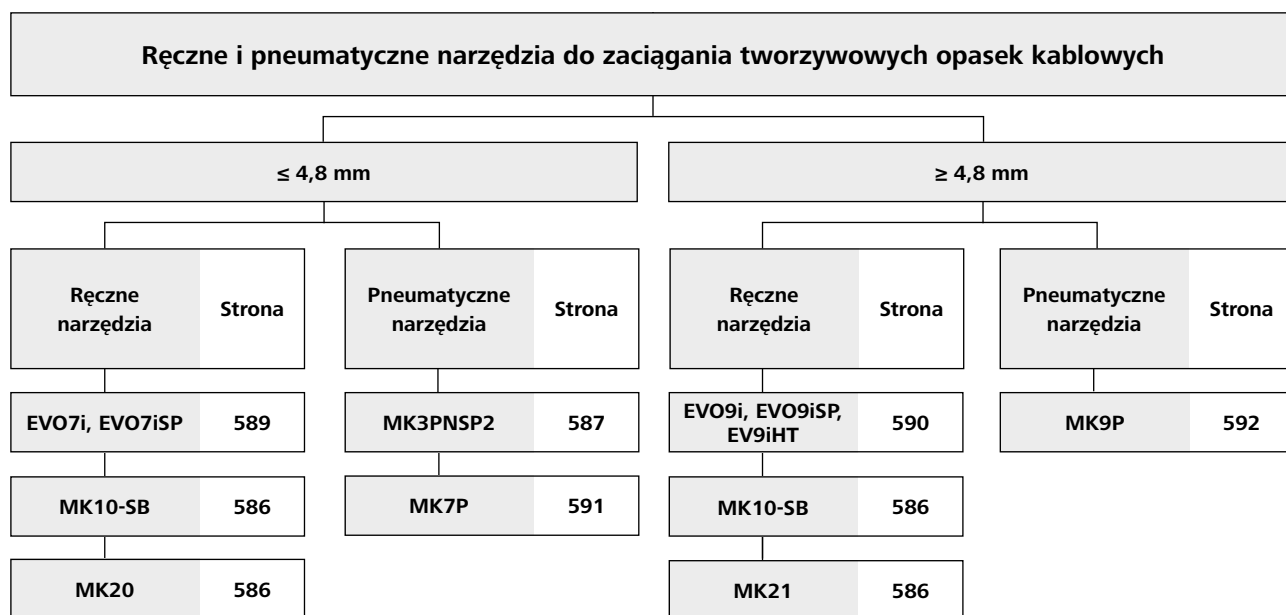 Ręczne i pneumatyczne narzędzia do zaciągania tworzywowych opasek kablowych
≤ 4,8 mm
≥ 4,8 mm
Ręczne
narzędzia
Strona
Pneumatyczne
narzędzia
Strona
Ręczne
narzędzia
Strona
Pneumatyczne
narzędzia
Strona
EVO7i, EVO7iSP
589
MK3PNSP2
587
EVO9i, EVO9iSP,
EV9iHT
590
MK9P
592
MK10-SB
586
MK7P
591
MK10-SB
586
MK20
586
MK21
586